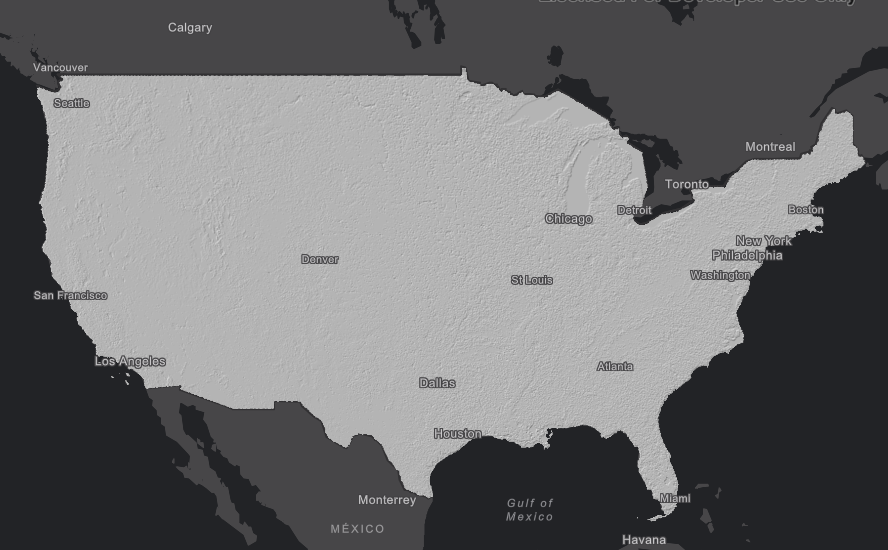 Licensed For Developer Use Only
Calgary
Vancouver
Seattle
Montreal
Toronto
Boston
Detroit
Chicago
New York
Philadelphia
Denver
Washington
St Louis
San Francisco
Los Angeles
Atlanta
Dallas
Houston
Miami
Monterrey
Gulf of
Mexico
MÉXICO
Havana